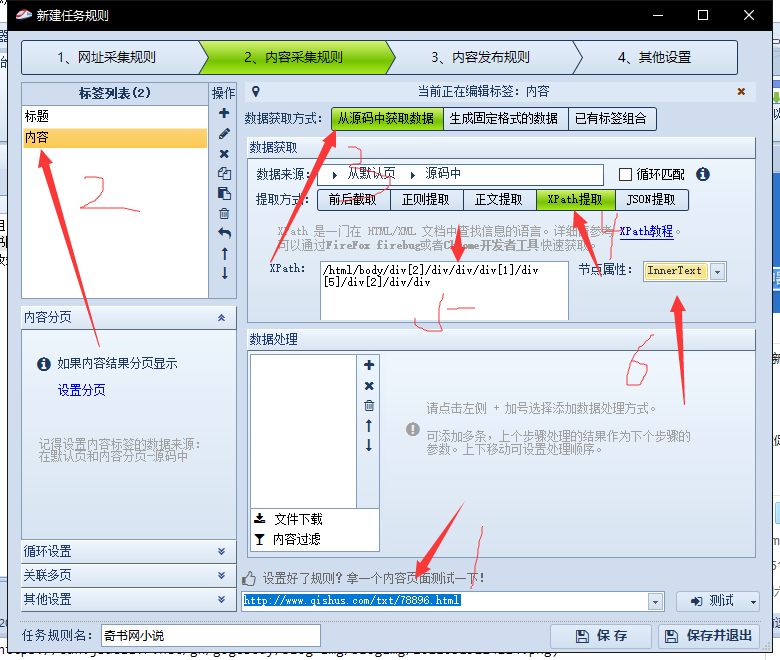 新建任务规则
1、网址采集规则
2、内容采集规则
3、内容发布规则
4、其他设置
标签列表(2)
操作
标题
内容
当前正在编辑标签: 内容
数据获取方式:
从源码中获取数据
生成固定格式的数据
已有标签组合
数据获取
数据来源:
从默认页
源码中
循环匹配
提取方式:
前后截取
正则提取
正文提取
XPath提取
JSON提取
XPath 是一门在 HTML/XML 文档中查找信息的语言。详细请参考 XPath教程 。
可以通过FireFox firebug或者Chrome开发者工具快速获取。
XPath:
/html/body/div[2]/div/div/div[1]/div
[5]/div[2]/div/div
节点属性:
InnerText
2
3
4
5
6
1
内容分页
如果内容结果分页显示
设置分页
记得设置内容标签的数据来源:
在默认页和内容分页-源码中
循环设置
关联多页
其他设置
数据处理
请点击左侧 + 加号选择添加数据处理方式。
可添加多条，上个步骤处理的结果作为下个步骤的
参数。上下移动可设置处理顺序。
文件下载
内容过滤
设置好了规则？拿一个内容页面测试一下!
http://www.qishus.com/txt/78896.html
测试
任务规则名:
奇书网小说
保 存
保存并退出